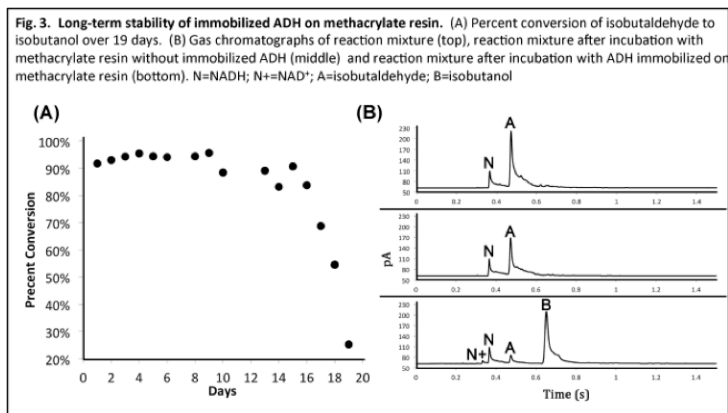 Fig. 3. Long-term stability of immobilized ADH on methacrylate resin. (A) Percent conversion of isobutaldehyde to
isobutanol over 19 days. (B) Gas chromatographs of reaction mixture (top), reaction mixture after incubation with
methacrylate resin without immobilized ADH (middle) and reaction mixture after incubation with ADH immobilized on
methacrylate resin (bottom). N=NADH; N+=NAD⁺; A=isobutaldehyde; B=isobutanol
(A)
Precent Conversion
100%
90%
80%
70%
60%
50%
40%
30%
20%
0 2 4 6 8 10 12 14 16 18 20
Days
(B)
pA
230
200
170
140
110
80
50
N A
0 0.2 0.4 0.6 0.8 1 1.2 1.4
230
200
170
140
110
80
50
N A
0 0.2 0.4 0.6 0.8 1 1.2 1.4
230
200
170
140
110
80
50
N+ N A B
0 0.2 0.4 0.6 0.8 1 1.2 1.4
Time (s)